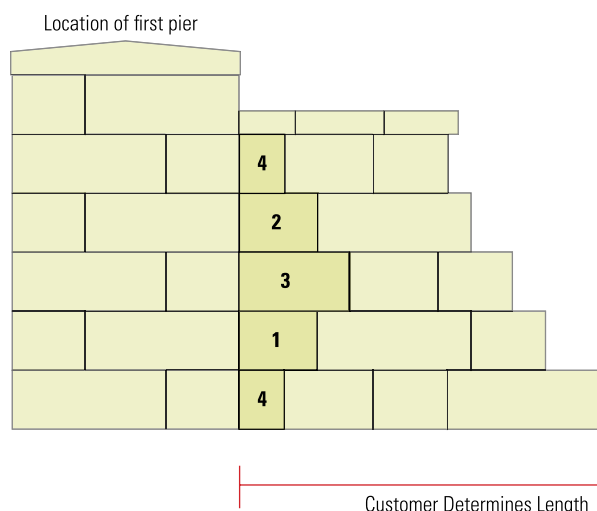 Location of first pier
4
2
3
1
4
Customer Determines Length